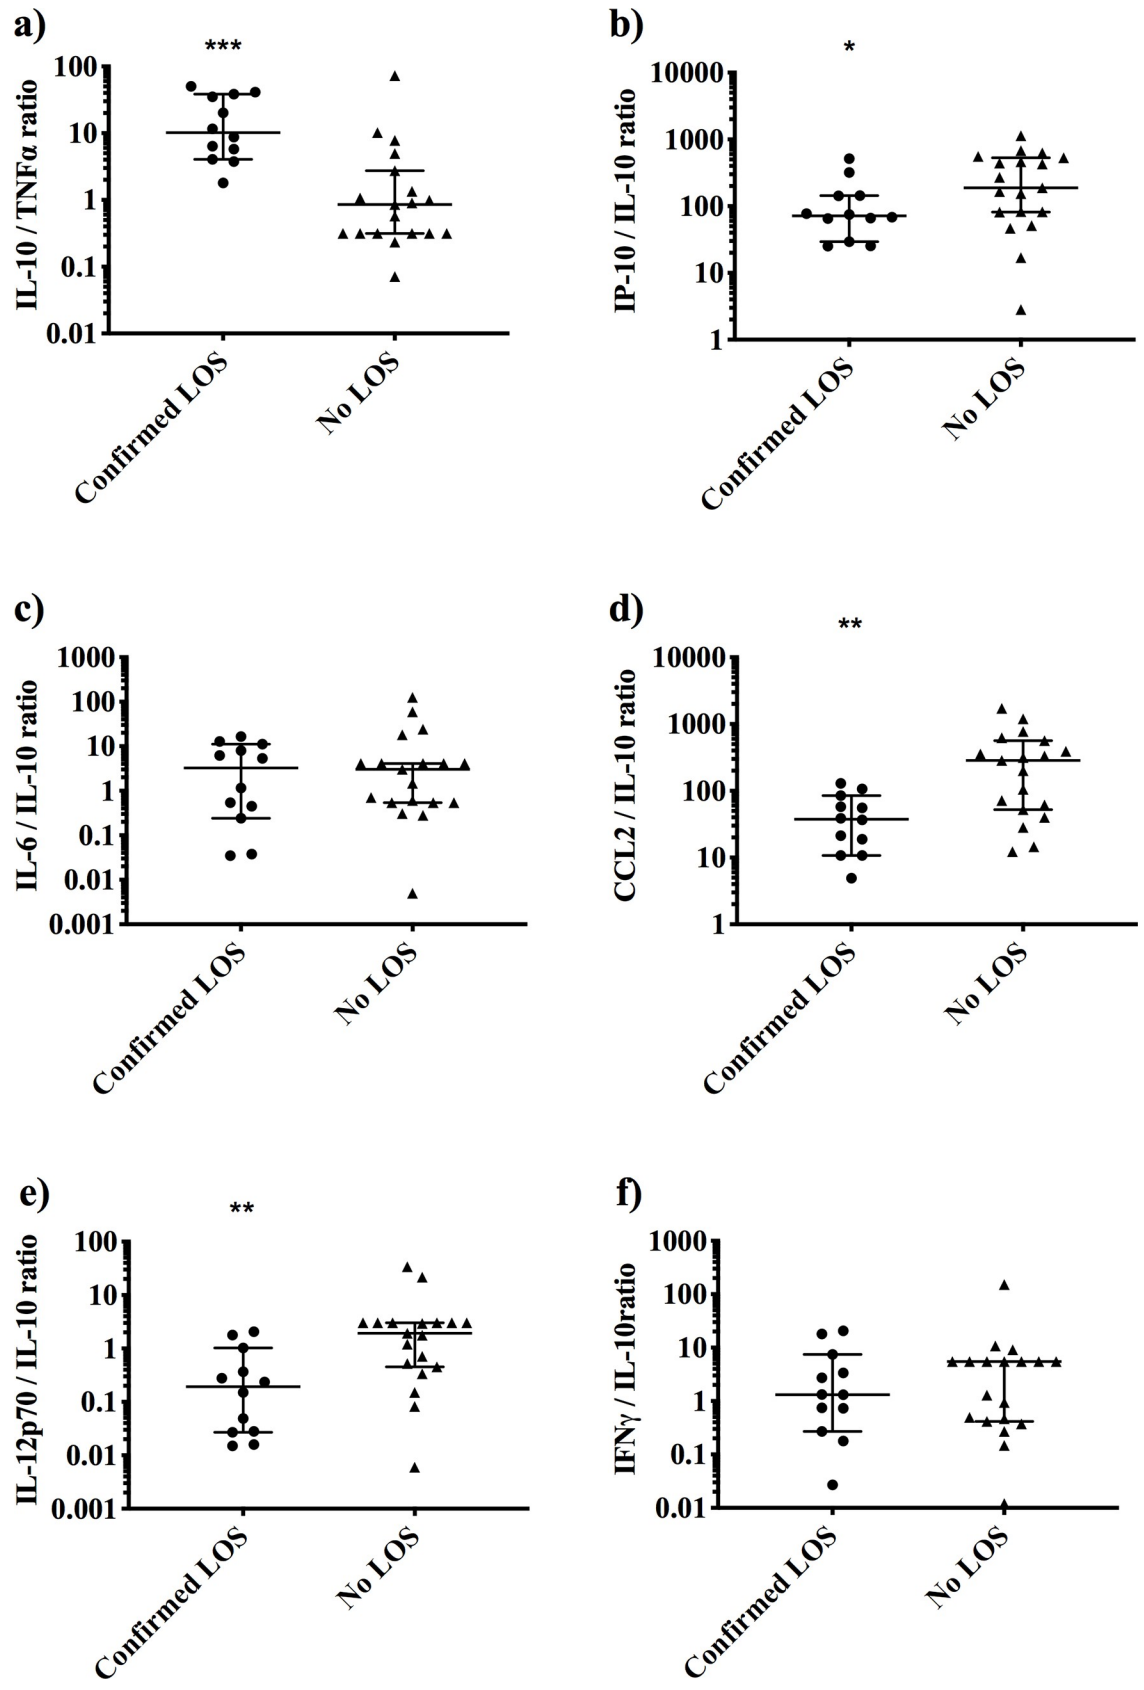 a)
***
IL-10 / TNFα ratio
100
10
1
0.1
0.01
Confirmed LOS
No LOS
b)
*
IP-10 / IL-10 ratio
10000
1000
100
10
1
Confirmed LOS
No LOS
c)
IL-6 / IL-10 ratio
1000
100
10
1
0.1
0.01
0.001
Confirmed LOS
No LOS
d)
**
CCL2 / IL-10 ratio
10000
1000
100
10
1
Confirmed LOS
No LOS
e)
**
IL-12p70 / IL-10 ratio
100
10
1
0.1
0.01
0.001
Confirmed LOS
No LOS
f)
IFNγ / IL-10ratio
1000
100
10
1
0.1
0.01
Confirmed LOS
No LOS